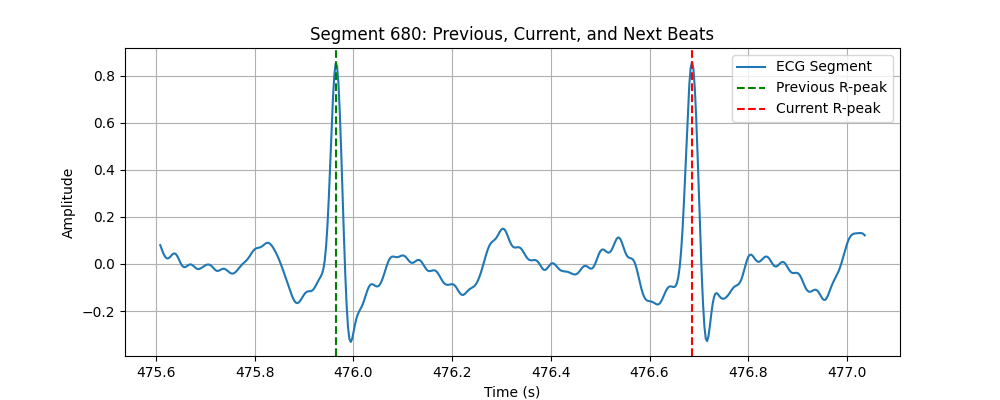 Segment 680: Previous, Current, and Next Beats
ECG Segment
Previous R-peak
Current R-peak
Amplitude
0.8
0.6
0.4
0.2
0.0
−0.2
475.6 475.8 476.0 476.2 476.4 476.6 476.8 477.0
Time (s)